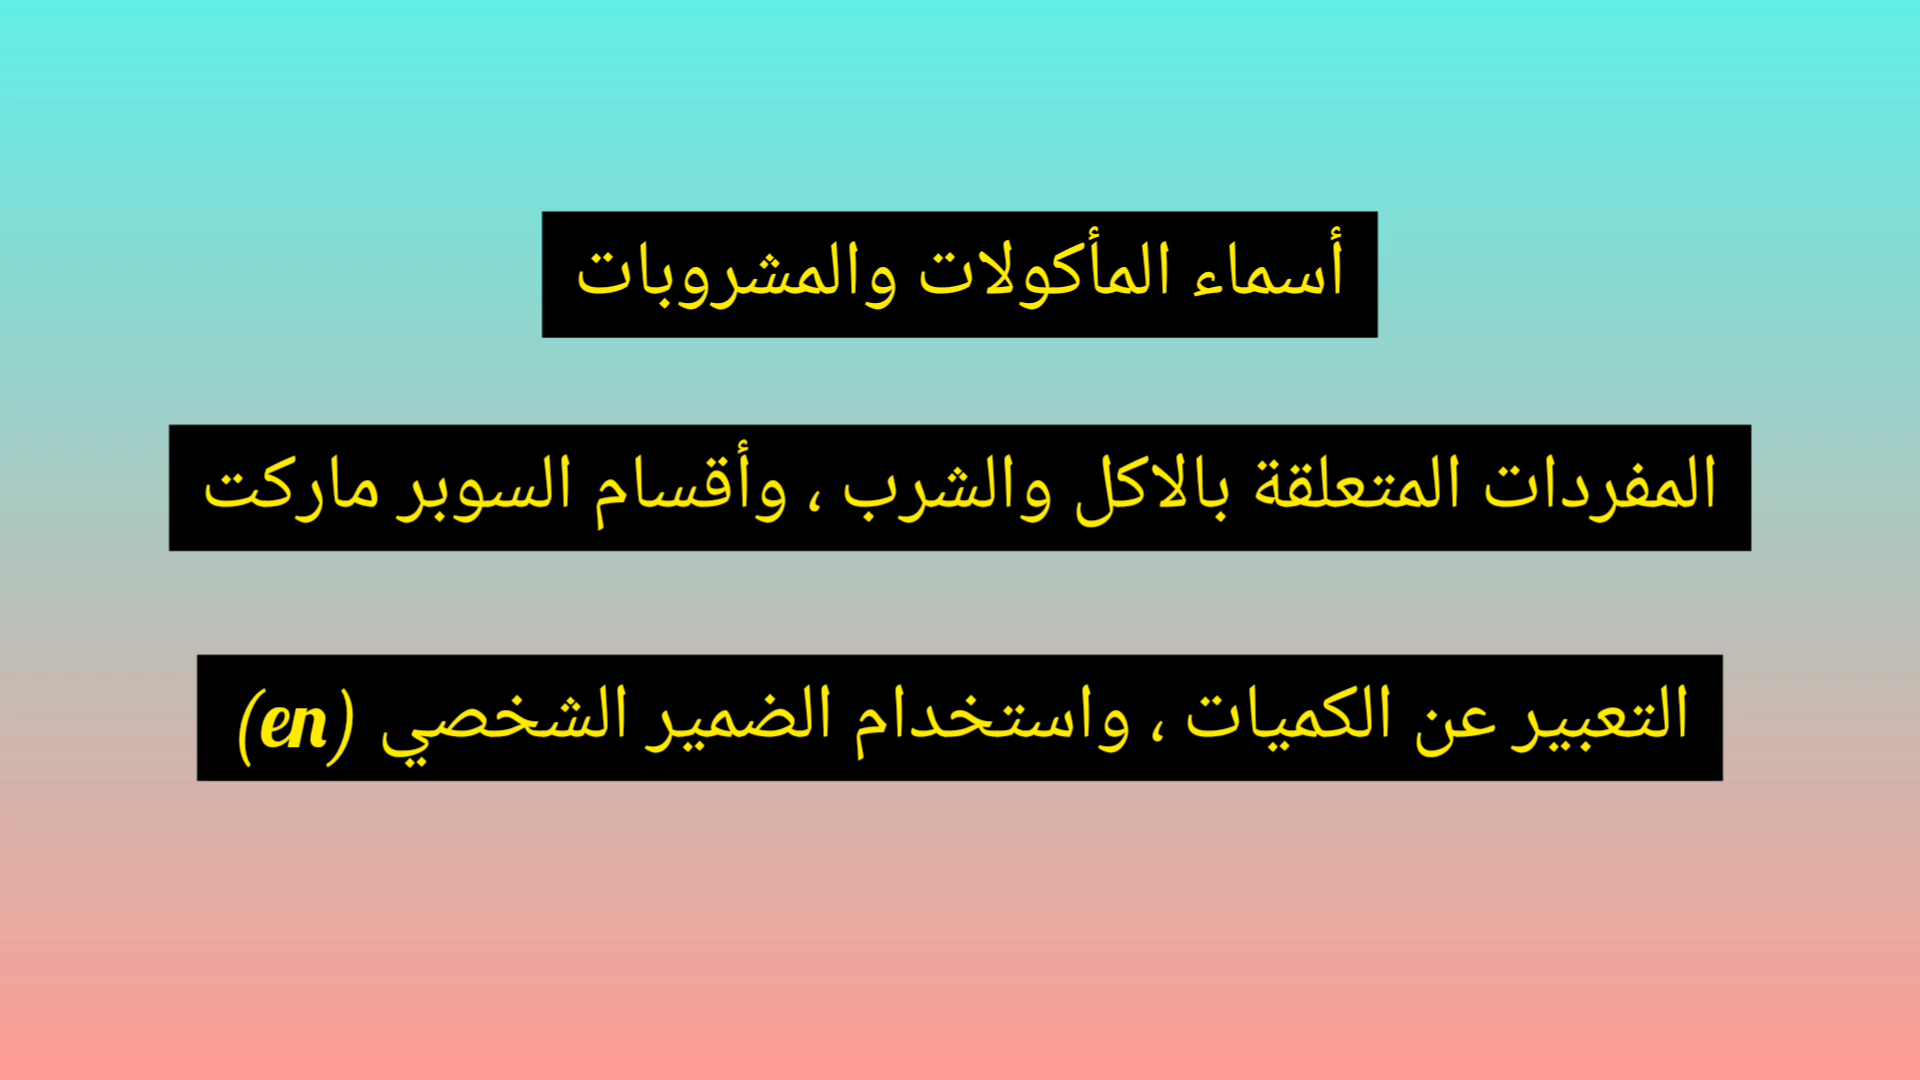 أسماء المأكولات والمشروبات
المفردات المتعلقة بالاكل والشرب ، وأقسام السوبر ماركت
التعبير عن الكميات ، واستخدام الضمير الشخصي (en)